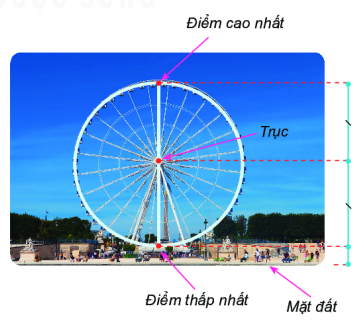 Điểm cao nhất
Trục
Điểm thấp nhất
Mặt đất